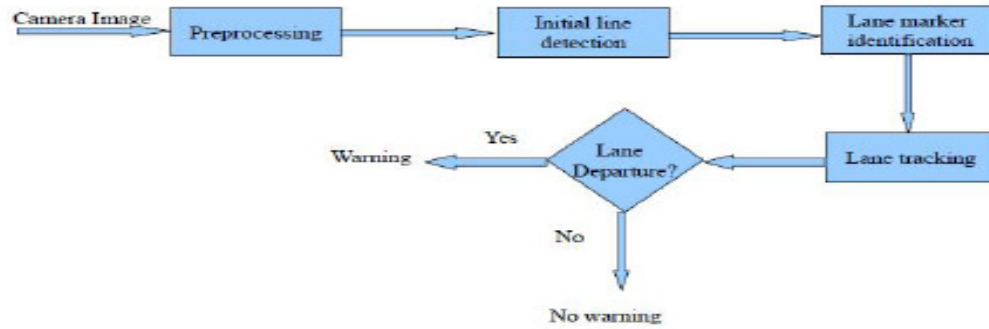 Camera Image
Preprocessing
Initial line
detection
Lane marker
identification
Lane tracking
Lane
Departure?
Yes
Warning
No
No warning